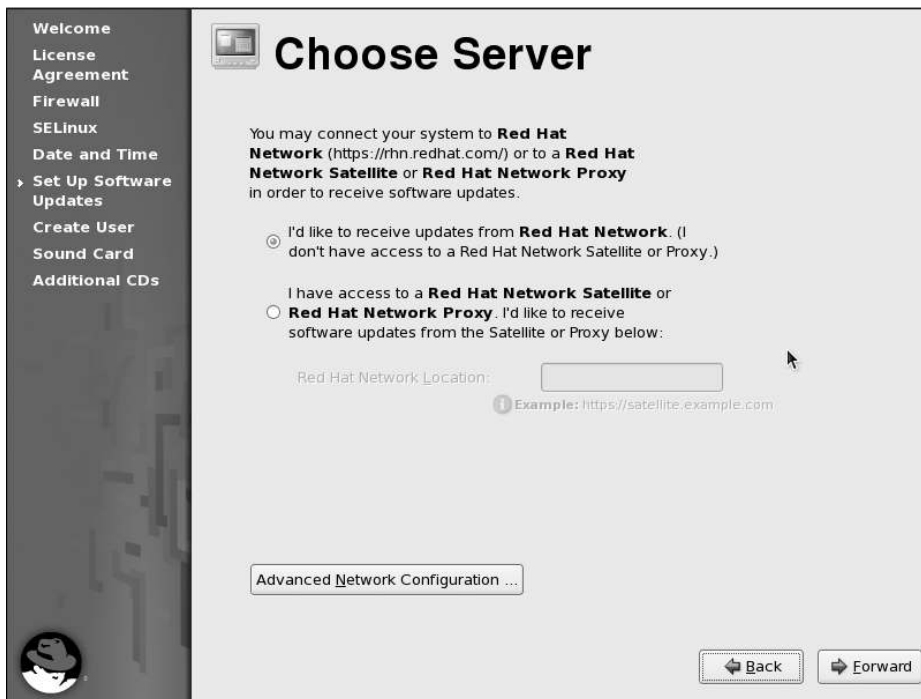 Welcome
License
Agreement
Firewall
SELinux
Date and Time
Set Up Software
Updates
Create User
Sound Card
Additional CDs
Choose Server
You may connect your system to Red Hat
Network (https://rhn.redhat.com/) or to a Red Hat
Network Satellite or Red Hat Network Proxy
in order to receive software updates.
I'd like to receive updates from Red Hat Network. (I
don't have access to a Red Hat Network Satellite or Proxy.)
I have access to a Red Hat Network Satellite or
Red Hat Network Proxy. I'd like to receive
software updates from the Satellite or Proxy below:
Red Hat Network Location:
Example: https://satellite.example.com
Advanced Network Configuration ...
Back
Forward